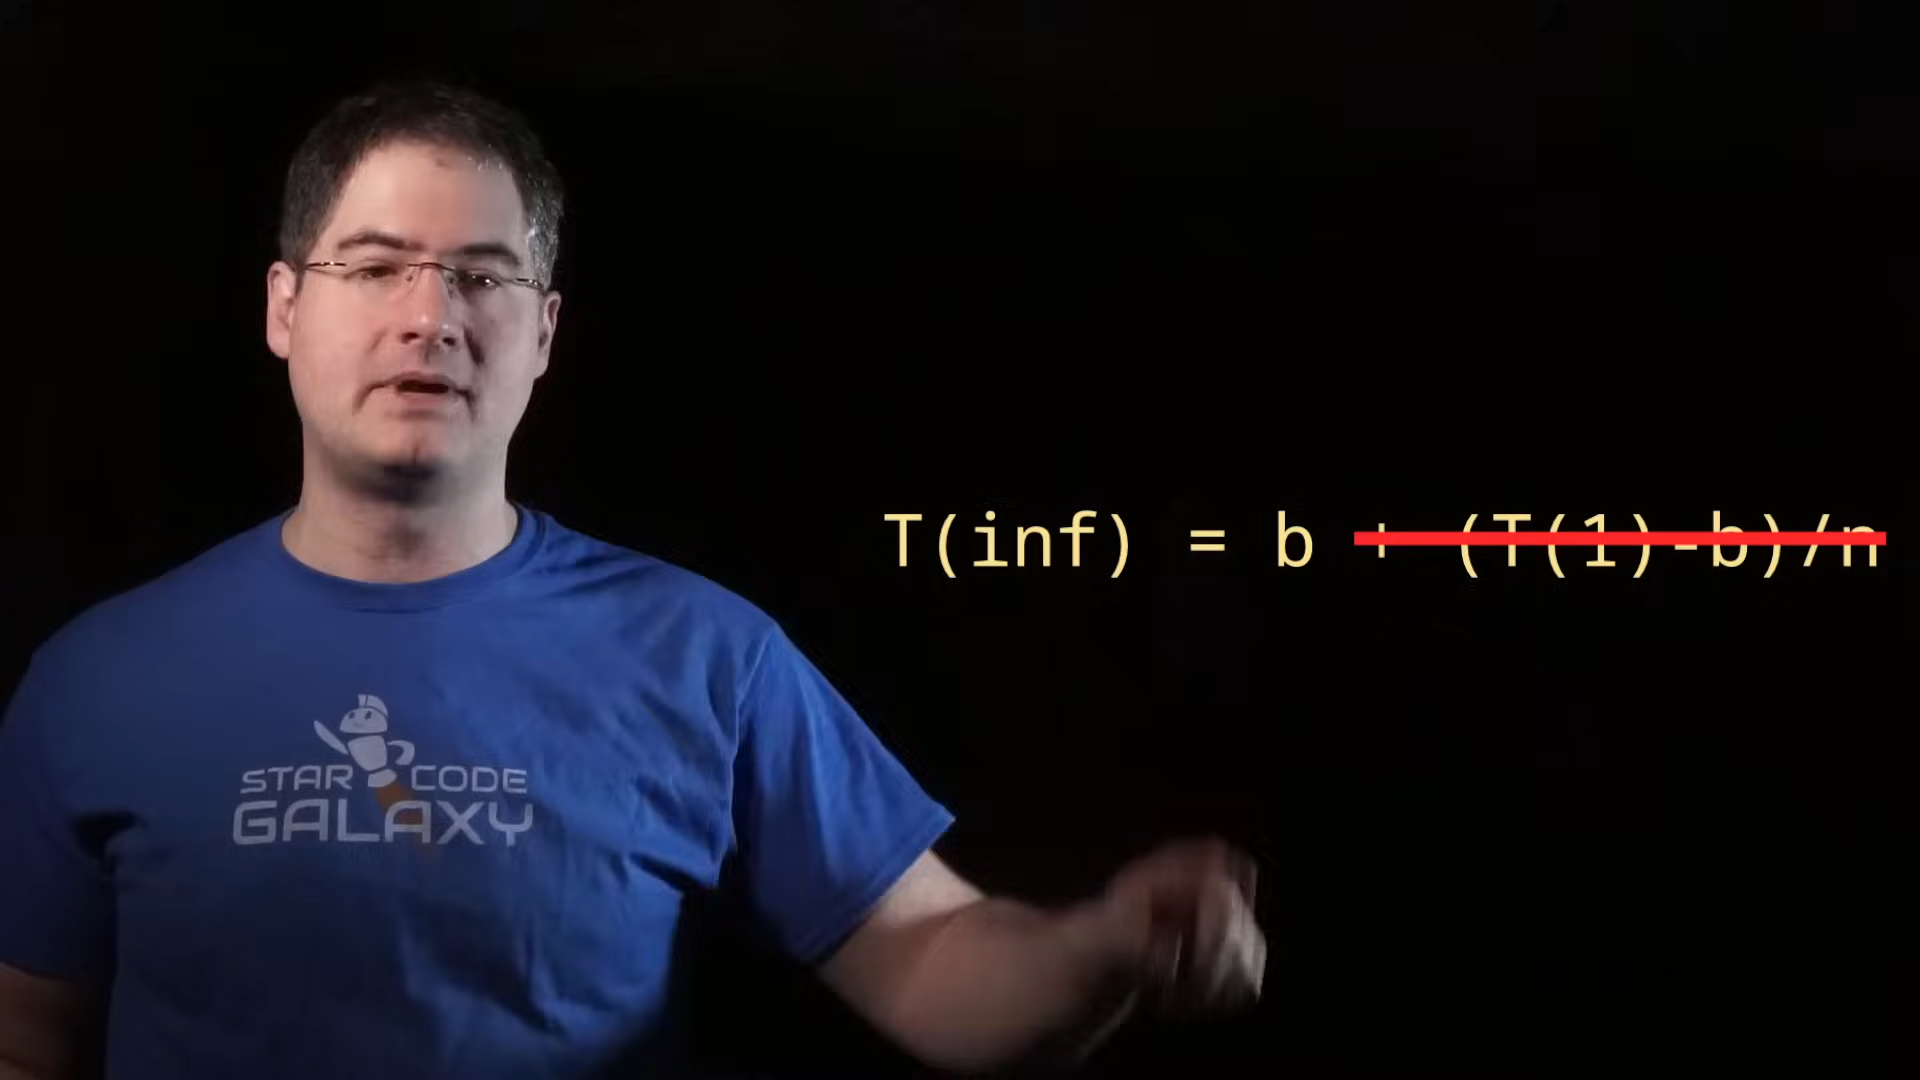 T(inf) = b + (T(1)-b)/n
STAR CODE
GALAXY